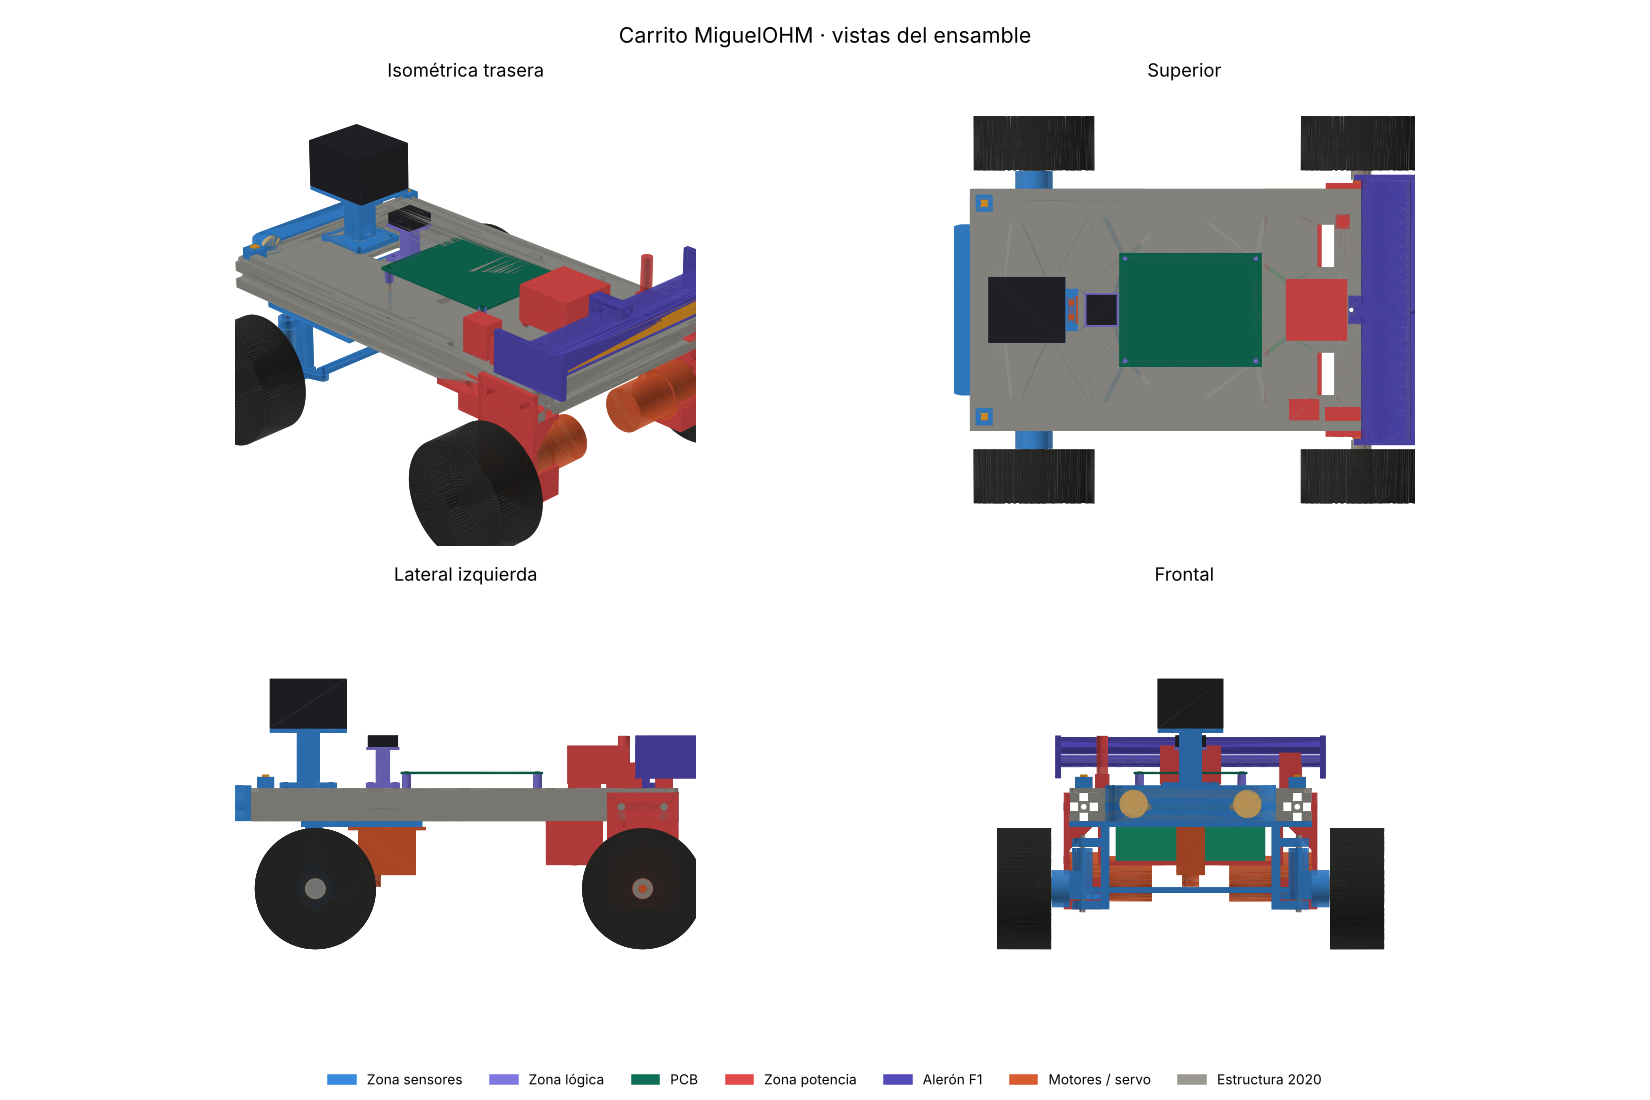 Carrito MiguelOHM · vistas del ensamble
Isométrica trasera
Superior
Lateral izquierda
Frontal
Zona sensores
Zona lógica
PCB
Zona potencia
Alerón F1
Motores / servo
Estructura 2020